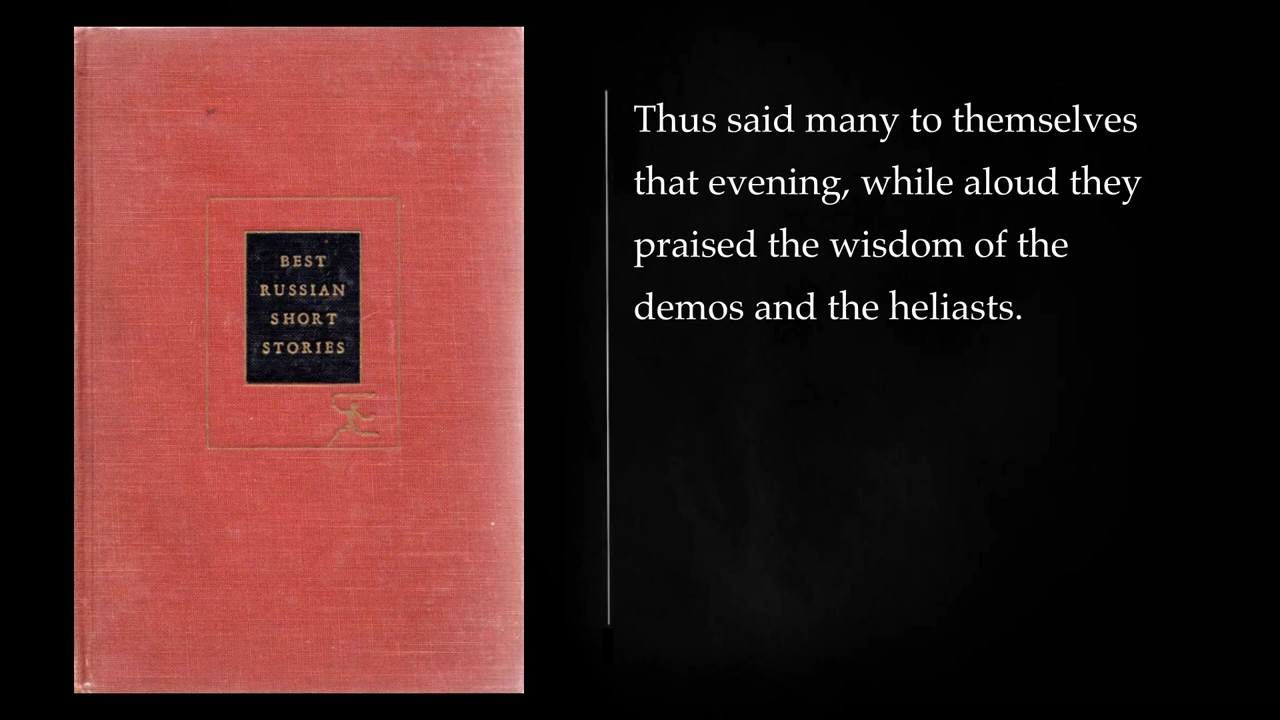 BEST
RUSSIAN
SHORT
STORIES
Thus said many to themselves
that evening, while aloud they
praised the wisdom of the
demos and the heliasts.